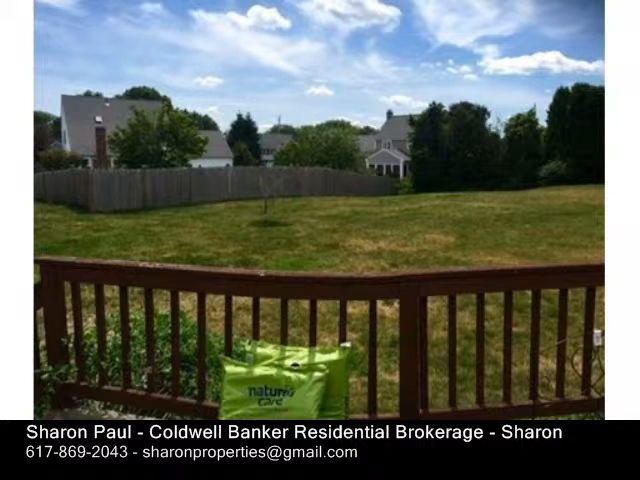 nature's
care
Sharon Paul - Coldwell Banker Residential Brokerage - Sharon
617-869-2043 - sharonproperties@gmail.com